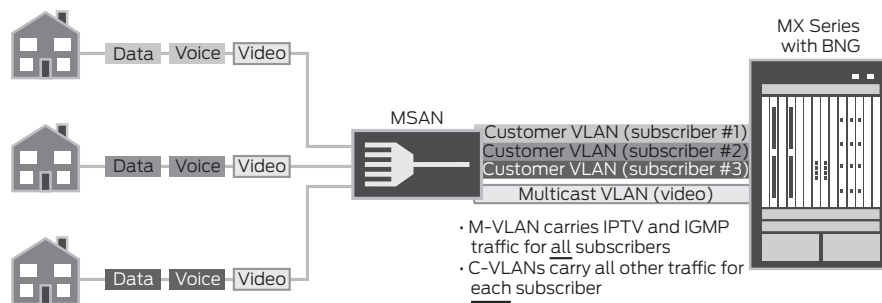 MX Series
with BNG
Data Voice Video
MSAN
Customer VLAN (subscriber #1)
Customer VLAN (subscriber #2)
Data Voice Video
Customer VLAN (subscriber #3)
Multicast VLAN (video)
· M-VLAN carries IPTV and IGMP
traffic for all subscribers
· C-VLANs carry all other traffic for
each subscriber
Data Voice Video